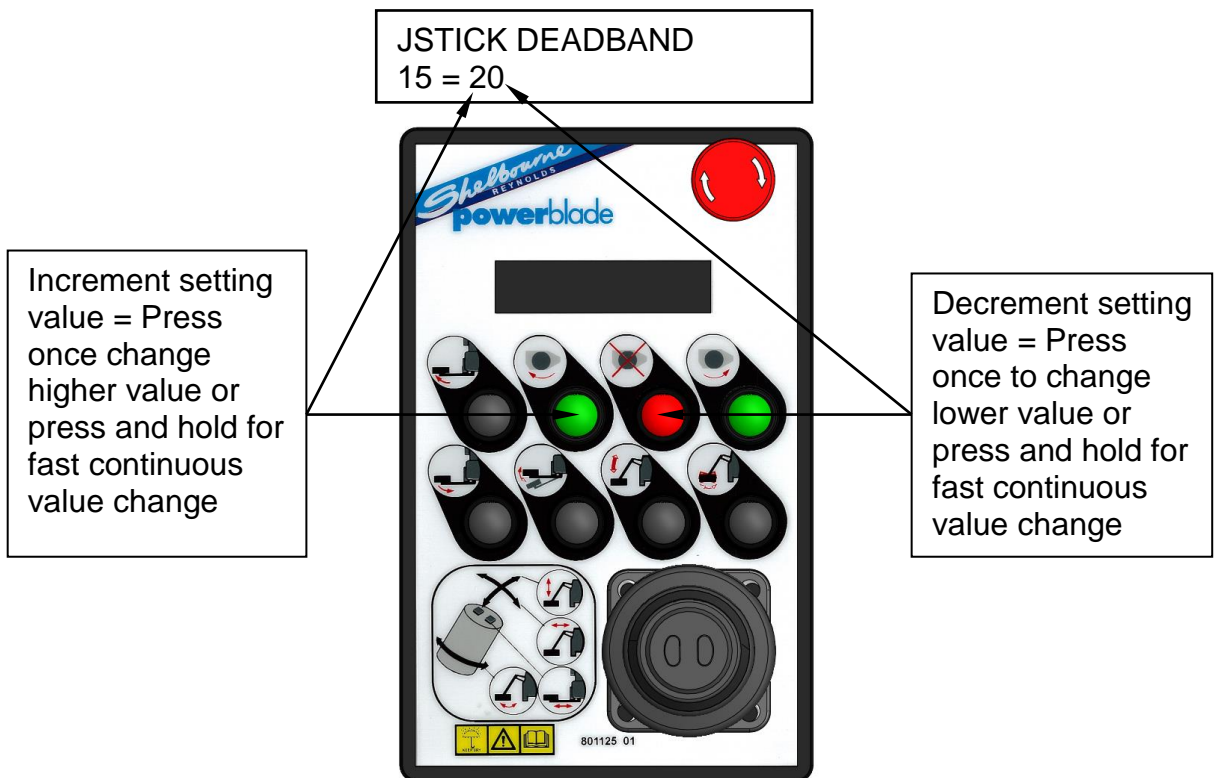 JSTICK DEADBAND
15 = 20
Shelbourne
REYNOLDS
powerblade
Increment setting
value = Press
once change
higher value or
press and hold for
fast continuous
value change
Decrement setting
value = Press
once to change
lower value or
press and hold for
fast continuous
value change
801125 01